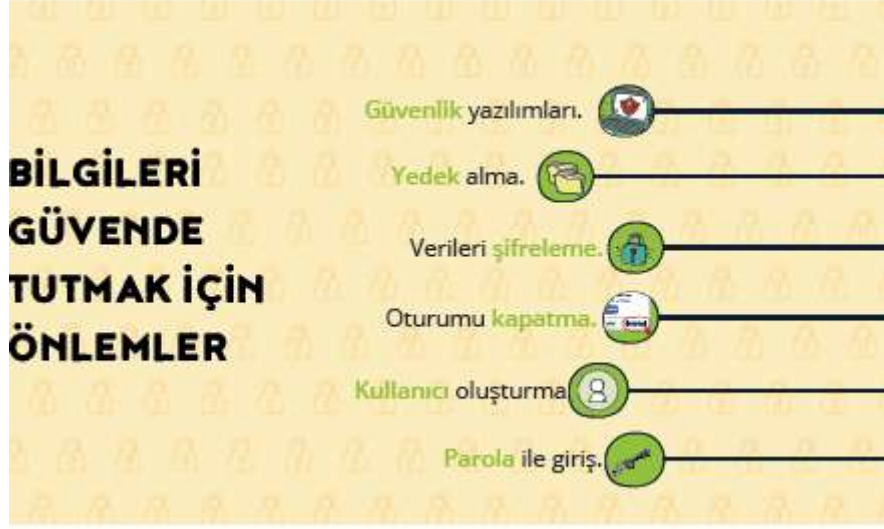 BİLGİLERİ
GÜVENDE
TUTMAK İÇİN
ÖNLEMLER
Güvenlik yazılımları.
Yedek alma.
Verileri şifreleme.
Oturumu kapatma.
Kullanıcı oluşturma
Parola ile giriş.